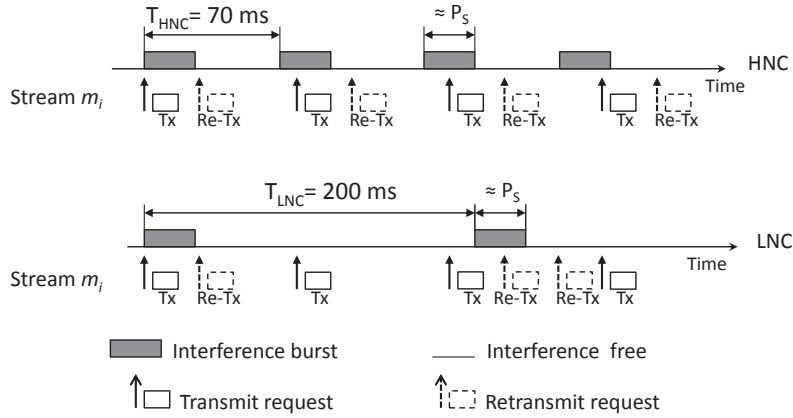 T_HNC = 70 ms
≈ P_S
HNC
Time
Stream m_i
Tx Re-Tx Tx Re-Tx Tx Re-Tx Tx Re-Tx
T_LNC = 200 ms
≈ P_S
LNC
Time
Stream m_i
Tx Re-Tx Tx Tx Re-Tx Re-Tx Tx
Interference burst
Interference free
Transmit request
Retransmit request